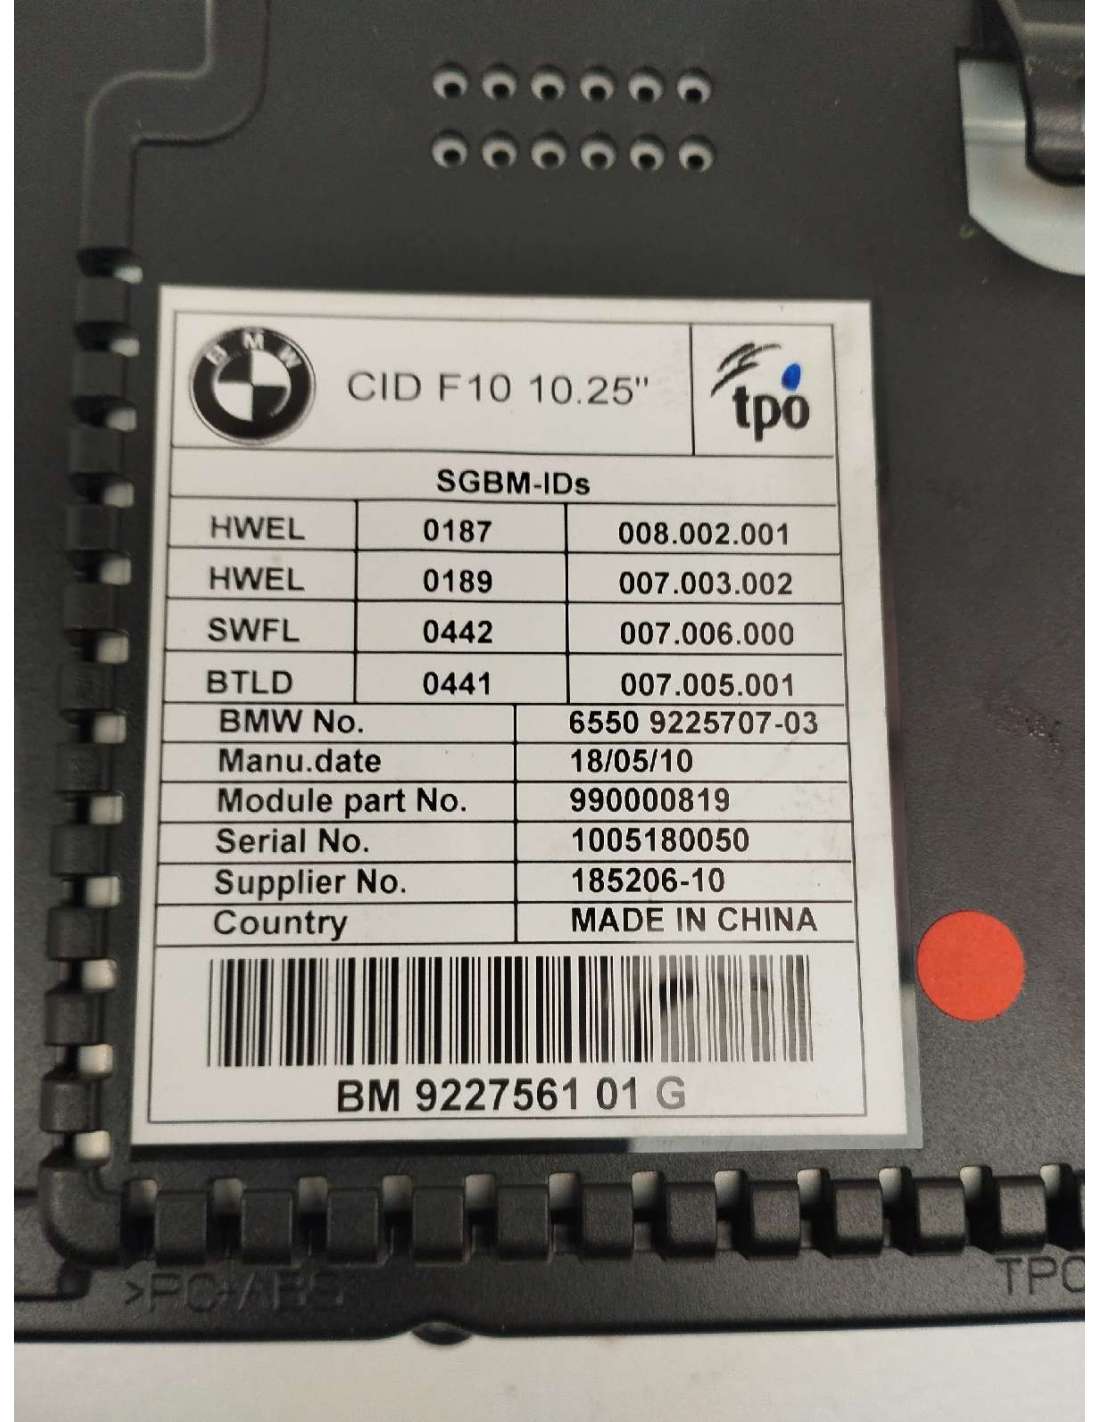 BMW
CID F10 10.25"
tpo
SGBM-IDs
HWEL 0187 008.002.001
HWEL 0189 007.003.002
SWFL 0442 007.006.000
BTLD 0441 007.005.001
BMW No. 6550 9225707-03
Manu.date 18/05/10
Module part No. 990000819
Serial No. 1005180050
Supplier No. 185206-10
Country MADE IN CHINA
BM 9227561 01 G
>PC+ABS
TPO